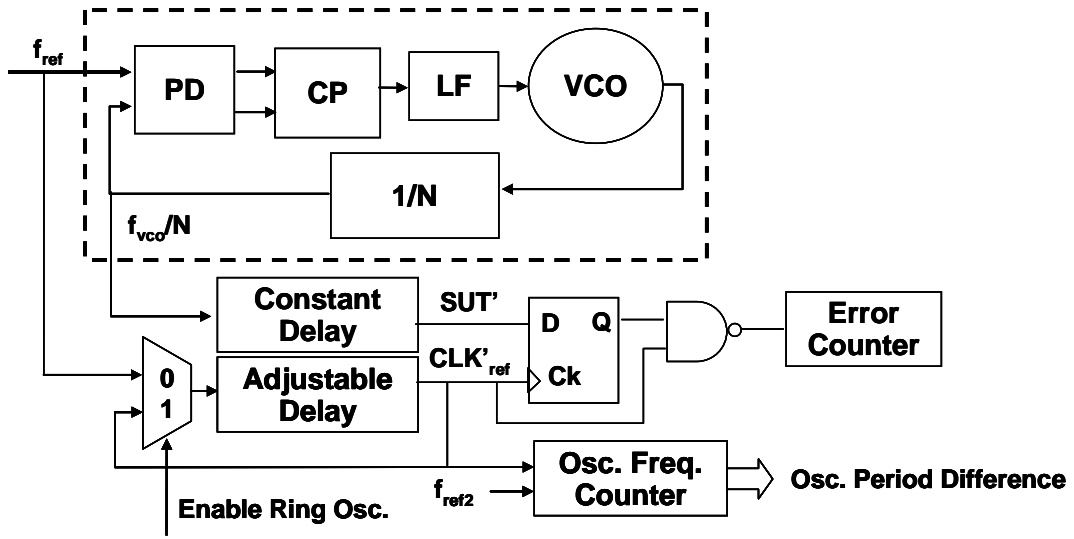 f_ref
PD
CP
LF
VCO
1/N
f_vco/N
Constant
Delay
SUT’
D Q
Ck
Error
Counter
0
1
Adjustable
Delay
CLK’_ref
Enable Ring Osc.
f_ref2
Osc. Freq.
Counter
Osc. Period Difference